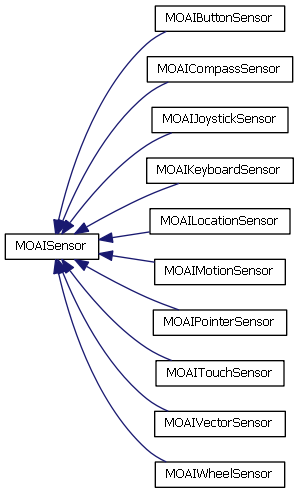 MOAIButtonSensor
MOAICompassSensor
MOAIJoystickSensor
MOAIKeyboardSensor
MOAILocationSensor
MOAISensor
MOAIMotionSensor
MOAIPointerSensor
MOAITouchSensor
MOAIVectorSensor
MOAIWheelSensor